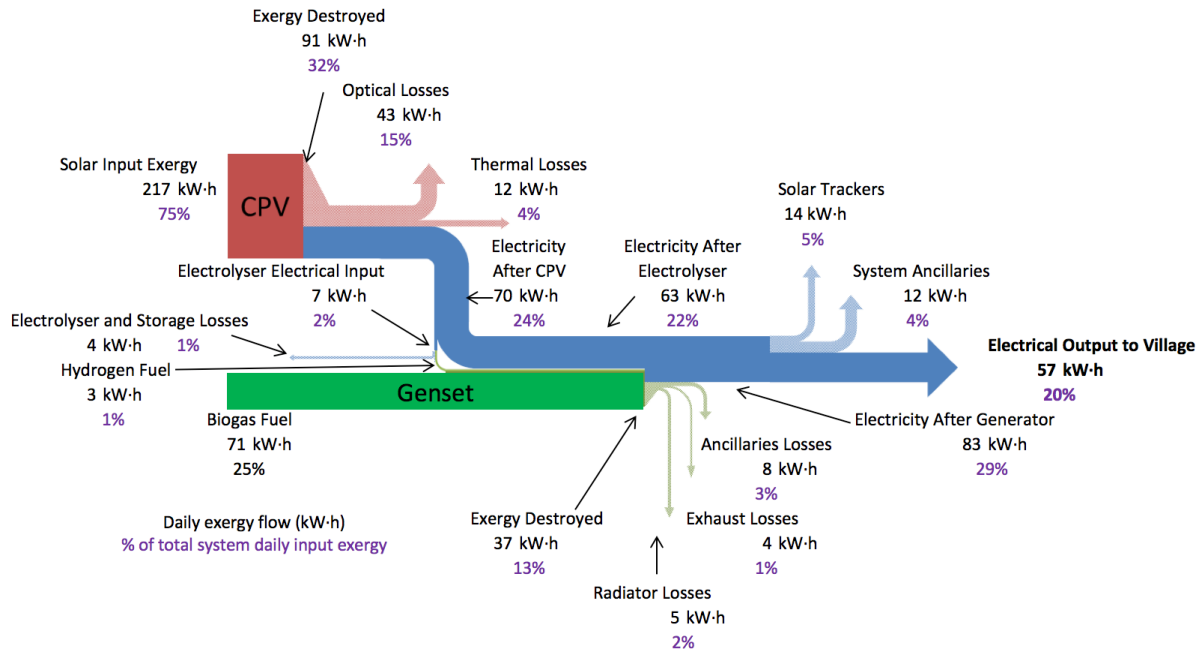 Exergy Destroyed
91 kW·h
32%
Optical Losses
43 kW·h
15%
Solar Input Exergy
217 kW·h
75%
CPV
Thermal Losses
12 kW·h
4%
Solar Trackers
14 kW·h
5%
Electrolyser Electrical Input
7 kW·h
2%
Electricity
After CPV
70 kW·h
24%
Electricity After
Electrolyser
63 kW·h
22%
System Ancillaries
12 kW·h
4%
Electrolyser and Storage Losses
4 kW·h 1%
Hydrogen Fuel
3 kW·h
1%
Electrical Output to Village
57 kW·h
20%
Genset
Biogas Fuel
71 kW·h
25%
Electricity After Generator
83 kW·h
29%
Ancillaries Losses
8 kW·h
3%
Daily exergy flow (kW·h)
% of total system daily input exergy
Exergy Destroyed
37 kW·h
13%
Exhaust Losses
4 kW·h
1%
Radiator Losses
5 kW·h
2%